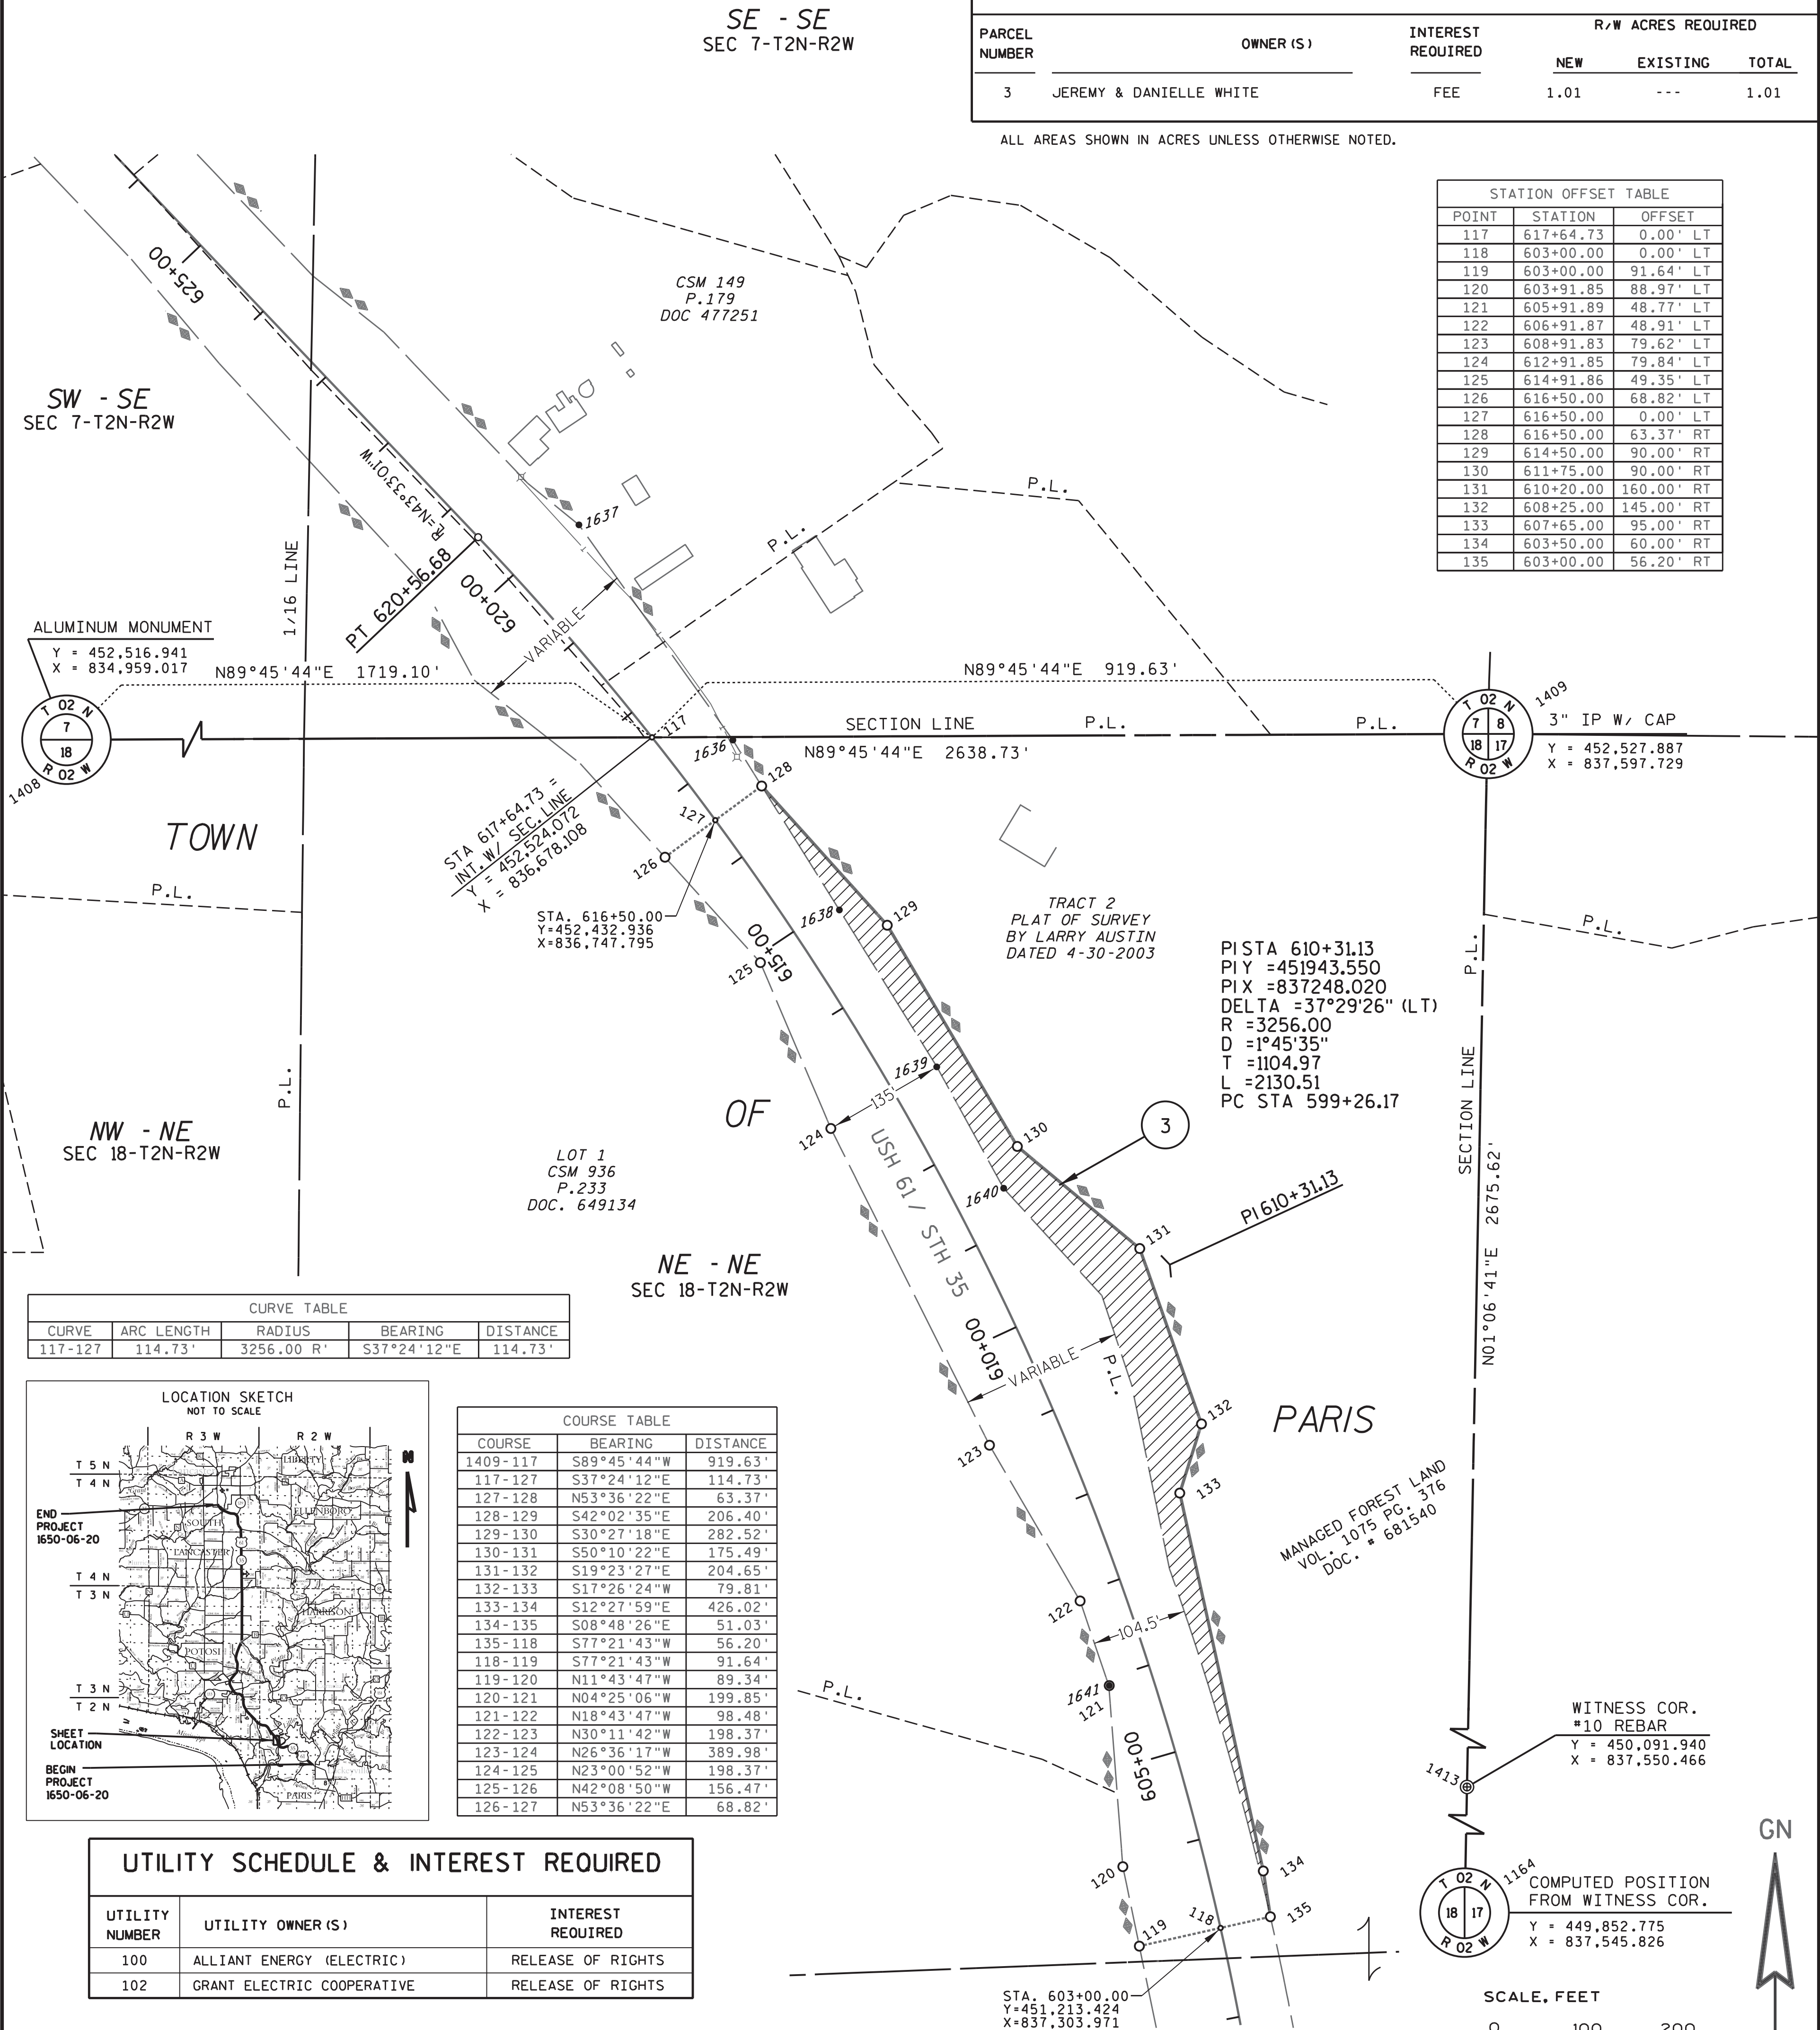 SE - SE
SEC 7-T2N-R2W
PARCEL NUMBER OWNER(S) INTEREST REQUIRED R/W ACRES REQUIRED
NEW EXISTING TOTAL
3 JEREMY & DANIELLE WHITE FEE 1.01 --- 1.01
ALL AREAS SHOWN IN ACRES UNLESS OTHERWISE NOTED.
STATION OFFSET TABLE
POINT STATION OFFSET
117 617+64.73 0.00' LT
118 603+00.00 0.00' LT
119 603+00.00 91.64' LT
120 603+91.85 88.97' LT
121 605+91.89 48.77' LT
122 606+91.87 48.91' LT
123 608+91.83 79.62' LT
124 612+91.85 79.84' LT
125 614+91.86 49.35' LT
126 616+50.00 68.82' LT
127 616+50.00 0.00' LT
128 616+50.00 63.37' RT
129 614+50.00 90.00' RT
130 611+75.00 90.00' RT
131 610+20.00 160.00' RT
132 608+25.00 145.00' RT
133 607+65.00 95.00' RT
134 603+50.00 60.00' RT
135 603+00.00 56.20' RT
625+00
CSM 149
P.179
DOC 477251
SW - SE
SEC 7-T2N-R2W
R/L=N43°33'01"W
PT 620+56.68
620+00
1637
P.L.
P.L.
1/16 LINE
VARIABLE
ALUMINUM MONUMENT
Y = 452,516.941
X = 834,959.017
N89°45'44"E 1719.10'
N89°45'44"E 919.63'
T 02 N
7
18
R 02 W
1408
117
1636
SECTION LINE P.L. P.L.
N89°45'44"E 2638.73'
T 02 N
7 8
18 17
R 02 W
1409
3" IP W/ CAP
Y = 452,527.887
X = 837,597.729
TOWN
P.L.
STA 617+64.73 =
INT. W/ SEC. LINE
Y = 452,524.072
X = 836,678.108
128
127
126
STA. 616+50.00
Y=452,432.936
X=836,747.795
1638
129
615+00
125
TRACT 2
PLAT OF SURVEY
BY LARRY AUSTIN
DATED 4-30-2003
PI STA 610+31.13
PI Y =451943.550
PI X =837248.020
DELTA =37°29'26" (LT)
R =3256.00
D =1°45'35"
T =1104.97
L =2130.51
PC STA 599+26.17
P.L.
P.L.
SECTION LINE
N01°06'41"E 2675.62'
P.L.
1639
135'
124
OF
130
3
NW - NE
SEC 18-T2N-R2W
LOT 1
CSM 936
P.233
DOC. 649134
USH 61 / STH 35
1640
131
PI 610+31.13
NE - NE
SEC 18-T2N-R2W
610+00
VARIABLE
P.L.
132
PARIS
123
133
MANAGED FOREST LAND
VOL. 1075 PG. 376
DOC. # 681540
CURVE TABLE
CURVE ARC LENGTH RADIUS BEARING DISTANCE
117-127 114.73' 3256.00 R' S37°24'12"E 114.73'
LOCATION SKETCH
NOT TO SCALE
R 3 W R 2 W
T 5 N
T 4 N
LIBERTY
END
PROJECT
1650-06-20
SOUTH
LANCASTER
ELLENBORO
T 4 N
T 3 N
HARRISON
POTOSI
T 3 N
T 2 N
SHEET
LOCATION
BEGIN
PROJECT
1650-06-20
PARIS
COURSE TABLE
COURSE BEARING DISTANCE
1409-117 S89°45'44"W 919.63'
117-127 S37°24'12"E 114.73'
127-128 N53°36'22"E 63.37'
128-129 S42°02'35"E 206.40'
129-130 S30°27'18"E 282.52'
130-131 S50°10'22"E 175.49'
131-132 S19°23'27"E 204.65'
132-133 S17°26'24"W 79.81'
133-134 S12°27'59"E 426.02'
134-135 S08°48'26"E 51.03'
135-118 S77°21'43"W 56.20'
118-119 S77°21'43"W 91.64'
119-120 N11°43'47"W 89.34'
120-121 N04°25'06"W 199.85'
121-122 N18°43'47"W 98.48'
122-123 N30°11'42"W 198.37'
123-124 N26°36'17"W 389.98'
124-125 N23°00'52"W 198.37'
125-126 N42°08'50"W 156.47'
126-127 N53°36'22"E 68.82'
122
104.5'
1641
121
P.L.
605+00
120
119
118
134
135
STA. 603+00.00
Y=451,213.424
X=837,303.971
WITNESS COR.
#10 REBAR
Y = 450,091.940
X = 837,550.466
1413
T 02 N
18 17
R 02 W
1164
COMPUTED POSITION
FROM WITNESS COR.
Y = 449,852.775
X = 837,545.826
GN
UTILITY SCHEDULE & INTEREST REQUIRED
UTILITY NUMBER UTILITY OWNER(S) INTEREST REQUIRED
100 ALLIANT ENERGY (ELECTRIC) RELEASE OF RIGHTS
102 GRANT ELECTRIC COOPERATIVE RELEASE OF RIGHTS
SCALE, FEET
0 100 200